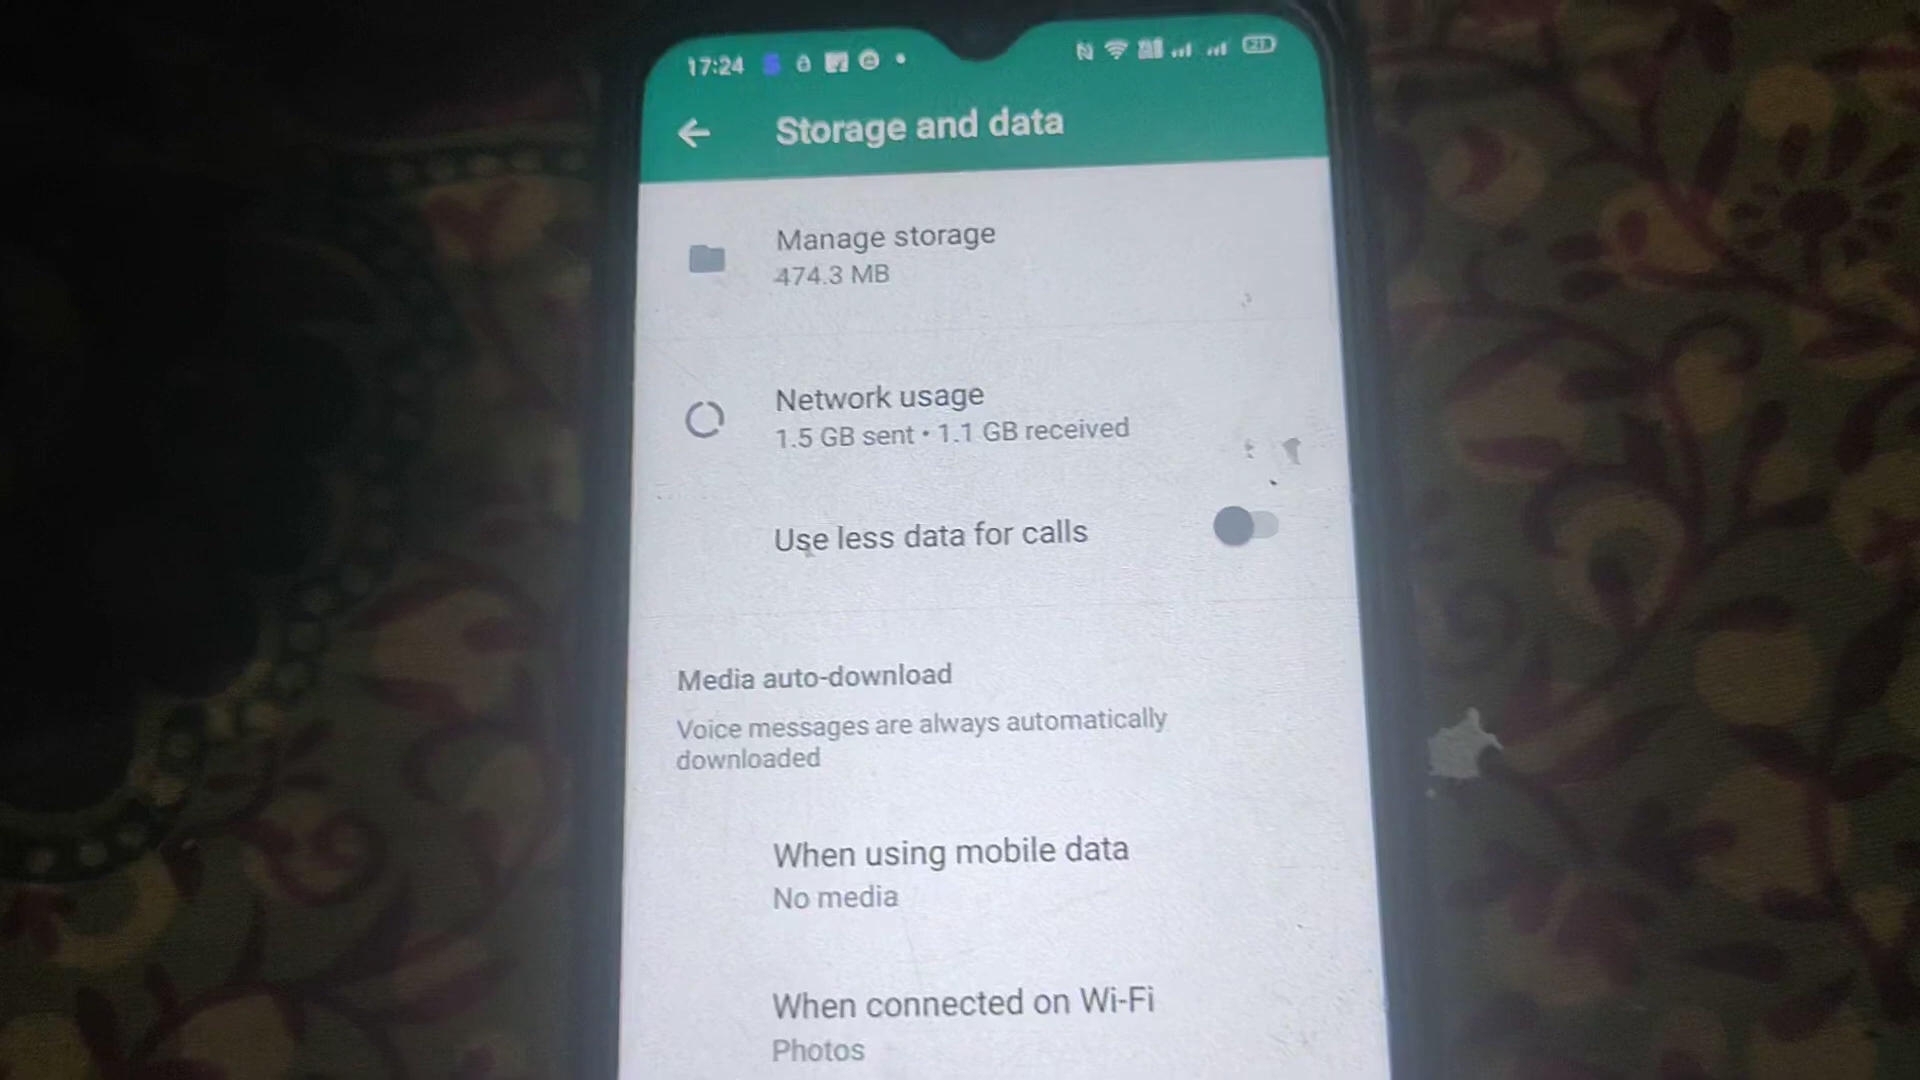 17:24
21
Storage and data
Manage storage
474.3 MB
Network usage
1.5 GB sent • 1.1 GB received
Use less data for calls
Media auto-download
Voice messages are always automatically
downloaded
When using mobile data
No media
When connected on Wi-Fi
Photos